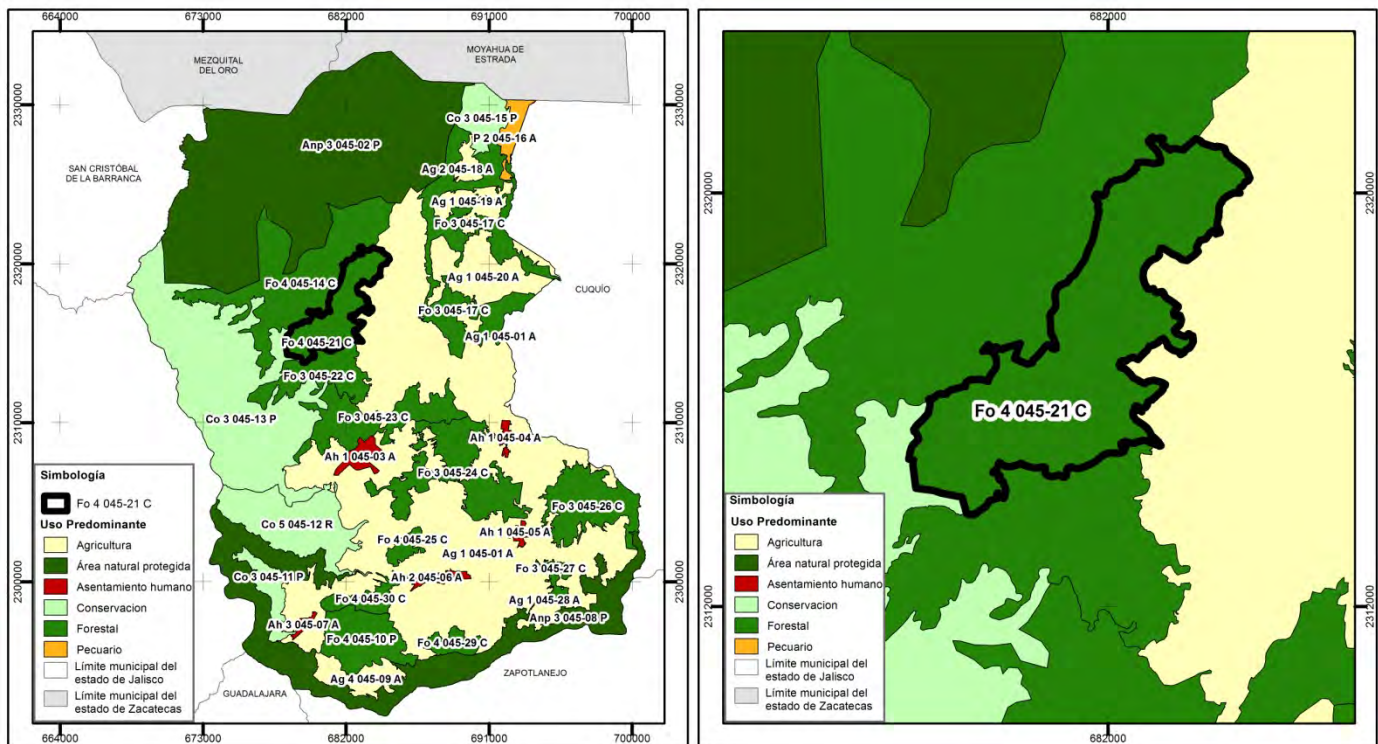 664000 673000 682000 691000 700000
682000
MEZQUITAL
DEL ORO
MOYAHUA DE
ESTRADA
2330000
2330000
Co 3 045-15 P
P 2 045-16 A
Anp 3 045-02 P
SAN CRISTÓBAL
DE LA BARRANCA
Ag 2 045-18 A
Ag 1 045-19 A
Fo 3 045-17 C
2320000
2320000
Fo 4 045-14 C
Ag 1 045-20 A
CUQUÍO
Fo 3 045-17 C
Fo 4 045-21 C
Ag 1 045-01 A
Fo 3 045-22 C
Co 3 045-13 P
Fo 3 045-23 C
2310000
2310000
Ah 1 045-04 A
Ah 1 045-03 A
Fo 3 045-24 C
Fo 3 045-26 C
Co 5 045-12 R
Ah 1 045-05 A
Fo 4 045-25 C
Ag 1 045-01 A
Fo 3 045-27 C
2300000
2300000
Co 3 045-11 P
Ah 2 045-06 A
Fo 4 045-30 C
Ag 1 045-28 A
Anp 3 045-08 P
Ah 3 045-07 A
Fo 4 045-10 P
Fo 4 045-29 C
ZAPOTLANEJO
Ag 4 045-09 A
GUADALAJARA
Simbología
Fo 4 045-21 C
Uso Predominante
Agricultura
Área natural protegida
Asentamiento humano
Conservacion
Forestal
Pecuario
Límite municipal del
estado de Jalisco
Límite municipal del
estado de Zacatecas
664000 673000 682000 691000 700000
2320000
2320000
Fo 4 045-21 C
2312000
2312000
Simbología
Uso Predominante
Agricultura
Área natural protegida
Asentamiento humano
Conservacion
Forestal
Pecuario
Límite municipal del
estado de Jalisco
Límite municipal del
estado de Zacatecas
682000